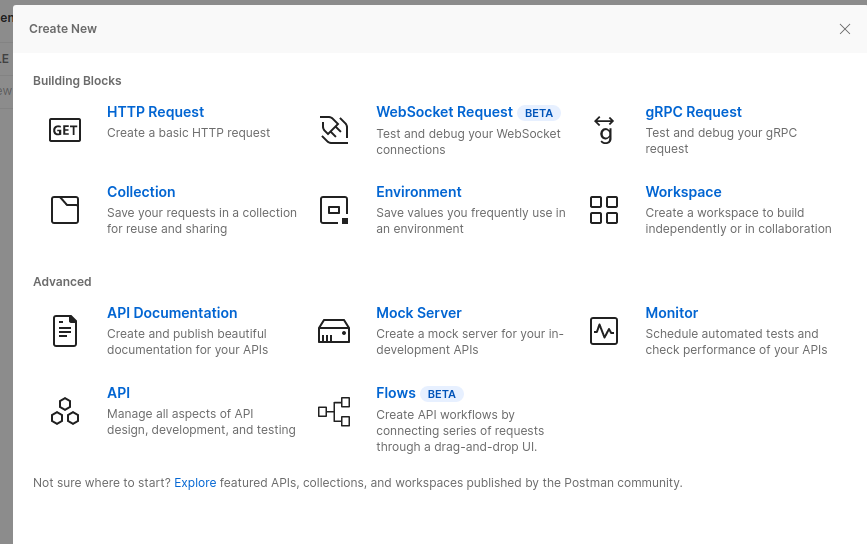 Create New
Building Blocks
GET
HTTP Request
Create a basic HTTP request
WebSocket Request BETA
Test and debug your WebSocket
connections
g
gRPC Request
Test and debug your gRPC
request
Collection
Save your requests in a collection
for reuse and sharing
Environment
Save values you frequently use in
an environment
Workspace
Create a workspace to build
independently or in collaboration
Advanced
API Documentation
Create and publish beautiful
documentation for your APIs
Mock Server
Create a mock server for your in-
development APIs
Monitor
Schedule automated tests and
check performance of your APIs
API
Manage all aspects of API
design, development, and testing
Flows BETA
Create API workflows by
connecting series of requests
through a drag-and-drop UI.
Not sure where to start? Explore featured APIs, collections, and workspaces published by the Postman community.